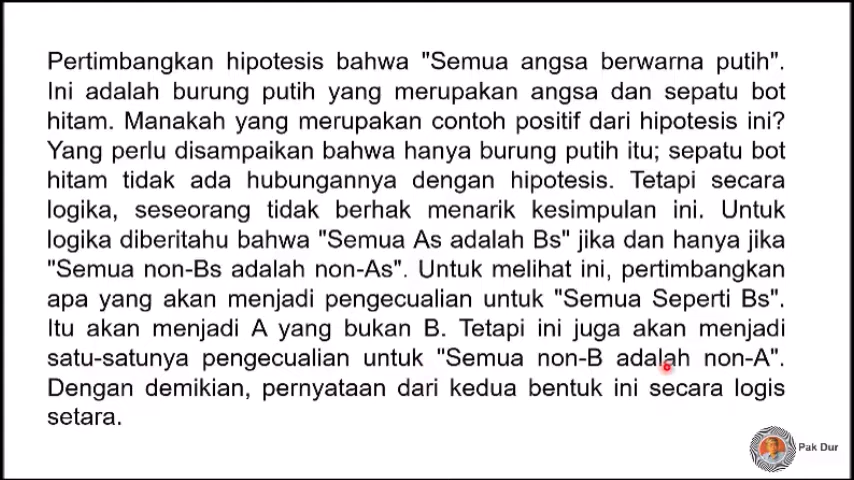 Pertimbangkan hipotesis bahwa "Semua angsa berwarna putih".
Ini adalah burung putih yang merupakan angsa dan sepatu bot
hitam. Manakah yang merupakan contoh positif dari hipotesis ini?
Yang perlu disampaikan bahwa hanya burung putih itu; sepatu bot
hitam tidak ada hubungannya dengan hipotesis. Tetapi secara
logika, seseorang tidak berhak menarik kesimpulan ini. Untuk
logika diberitahu bahwa "Semua As adalah Bs" jika dan hanya jika
"Semua non-Bs adalah non-As". Untuk melihat ini, pertimbangkan
apa yang akan menjadi pengecualian untuk "Semua Seperti Bs".
Itu akan menjadi A yang bukan B. Tetapi ini juga akan menjadi
satu-satunya pengecualian untuk "Semua non-B adalah non-A".
Dengan demikian, pernyataan dari kedua bentuk ini secara logis
setara.
Pak Dur